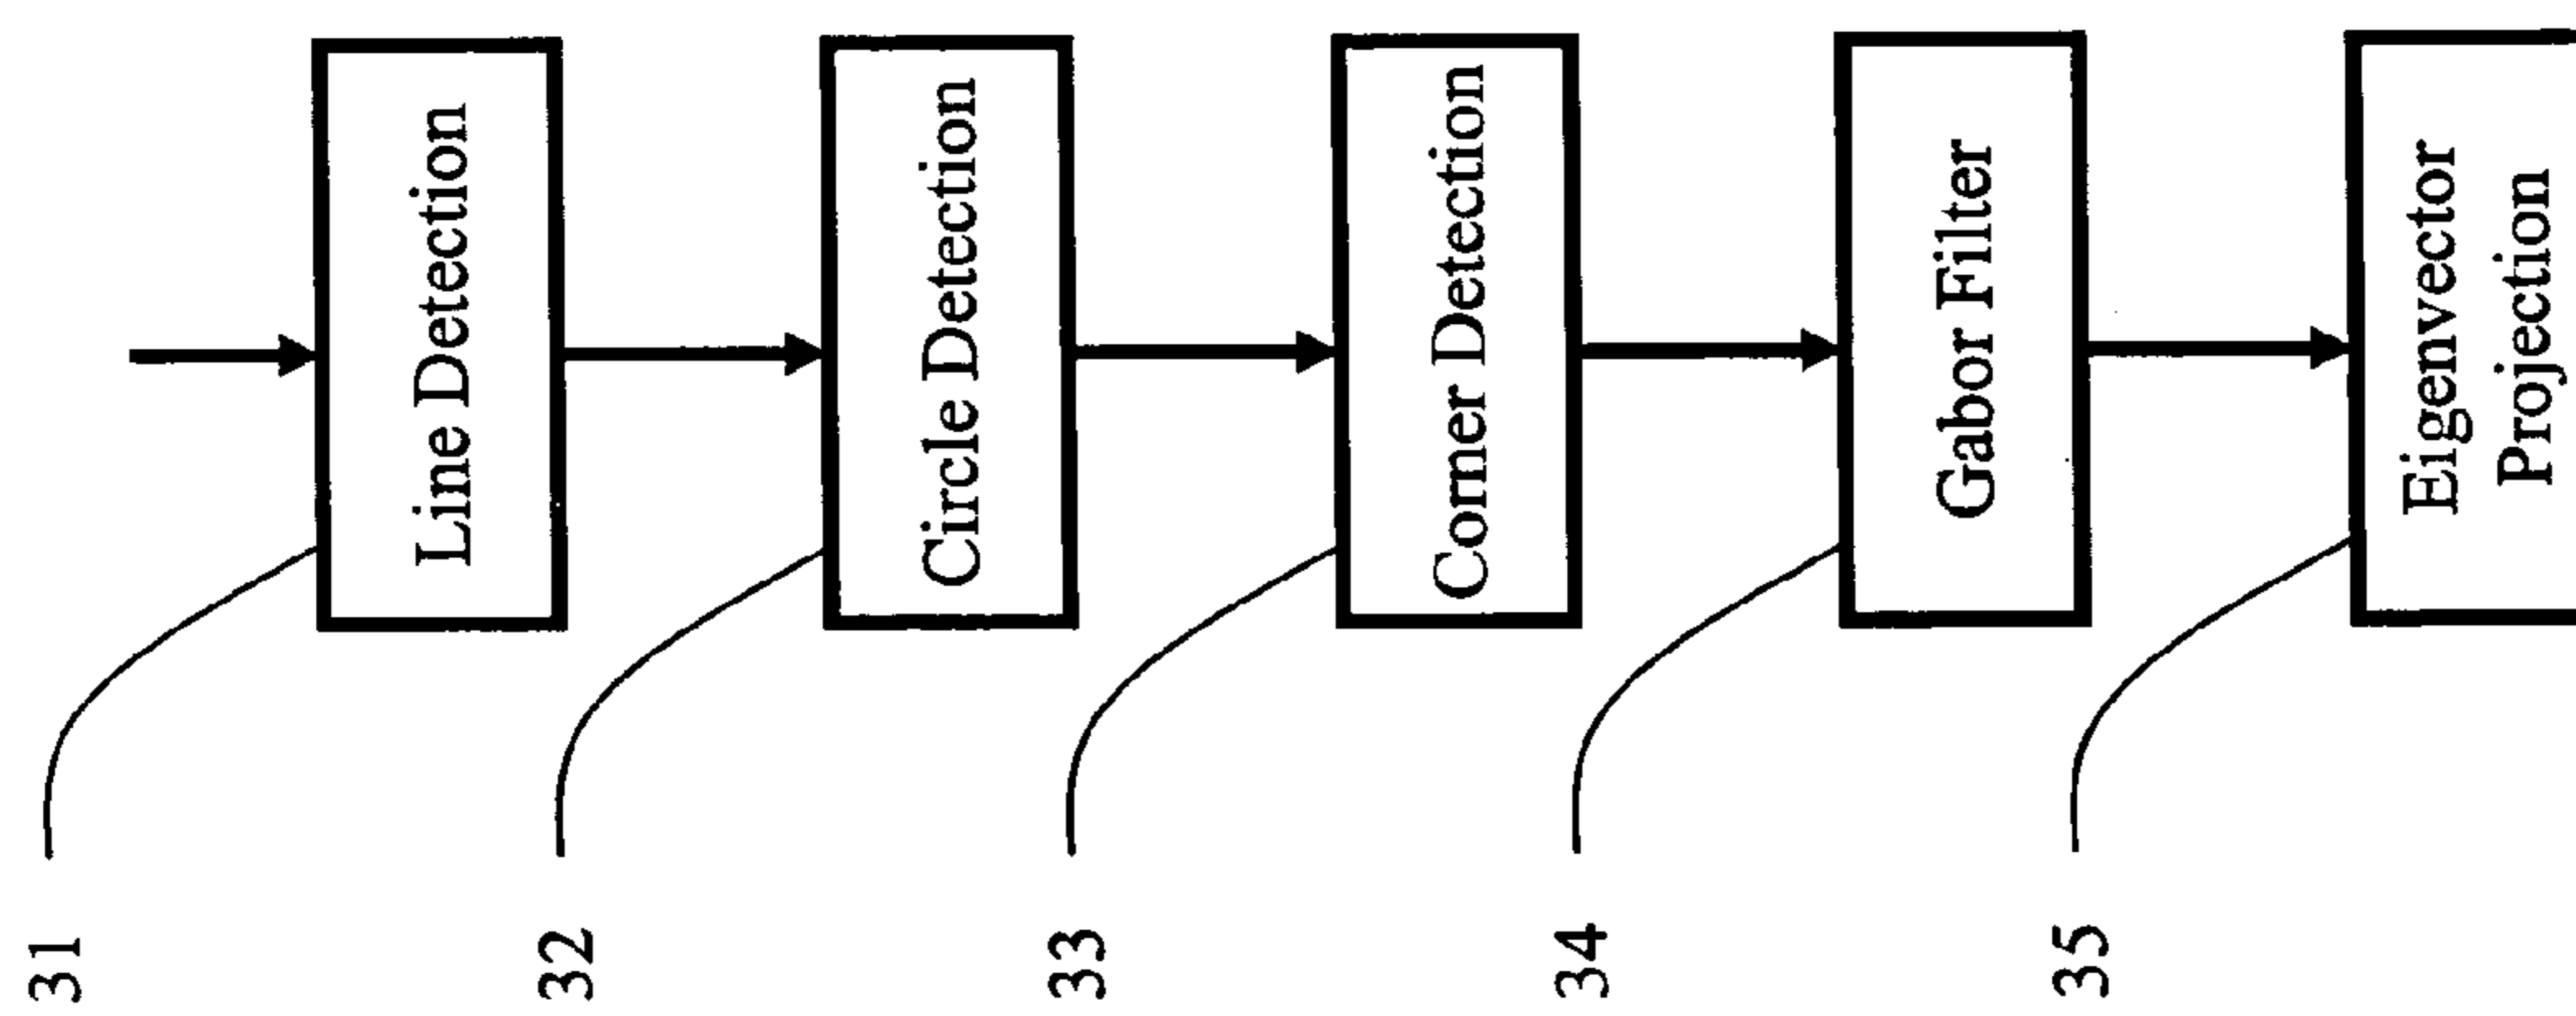 31
Line Detection
32
Circle Detection
33
Corner Detection
34
Gabor Filter
35
Eigenvector
Projection